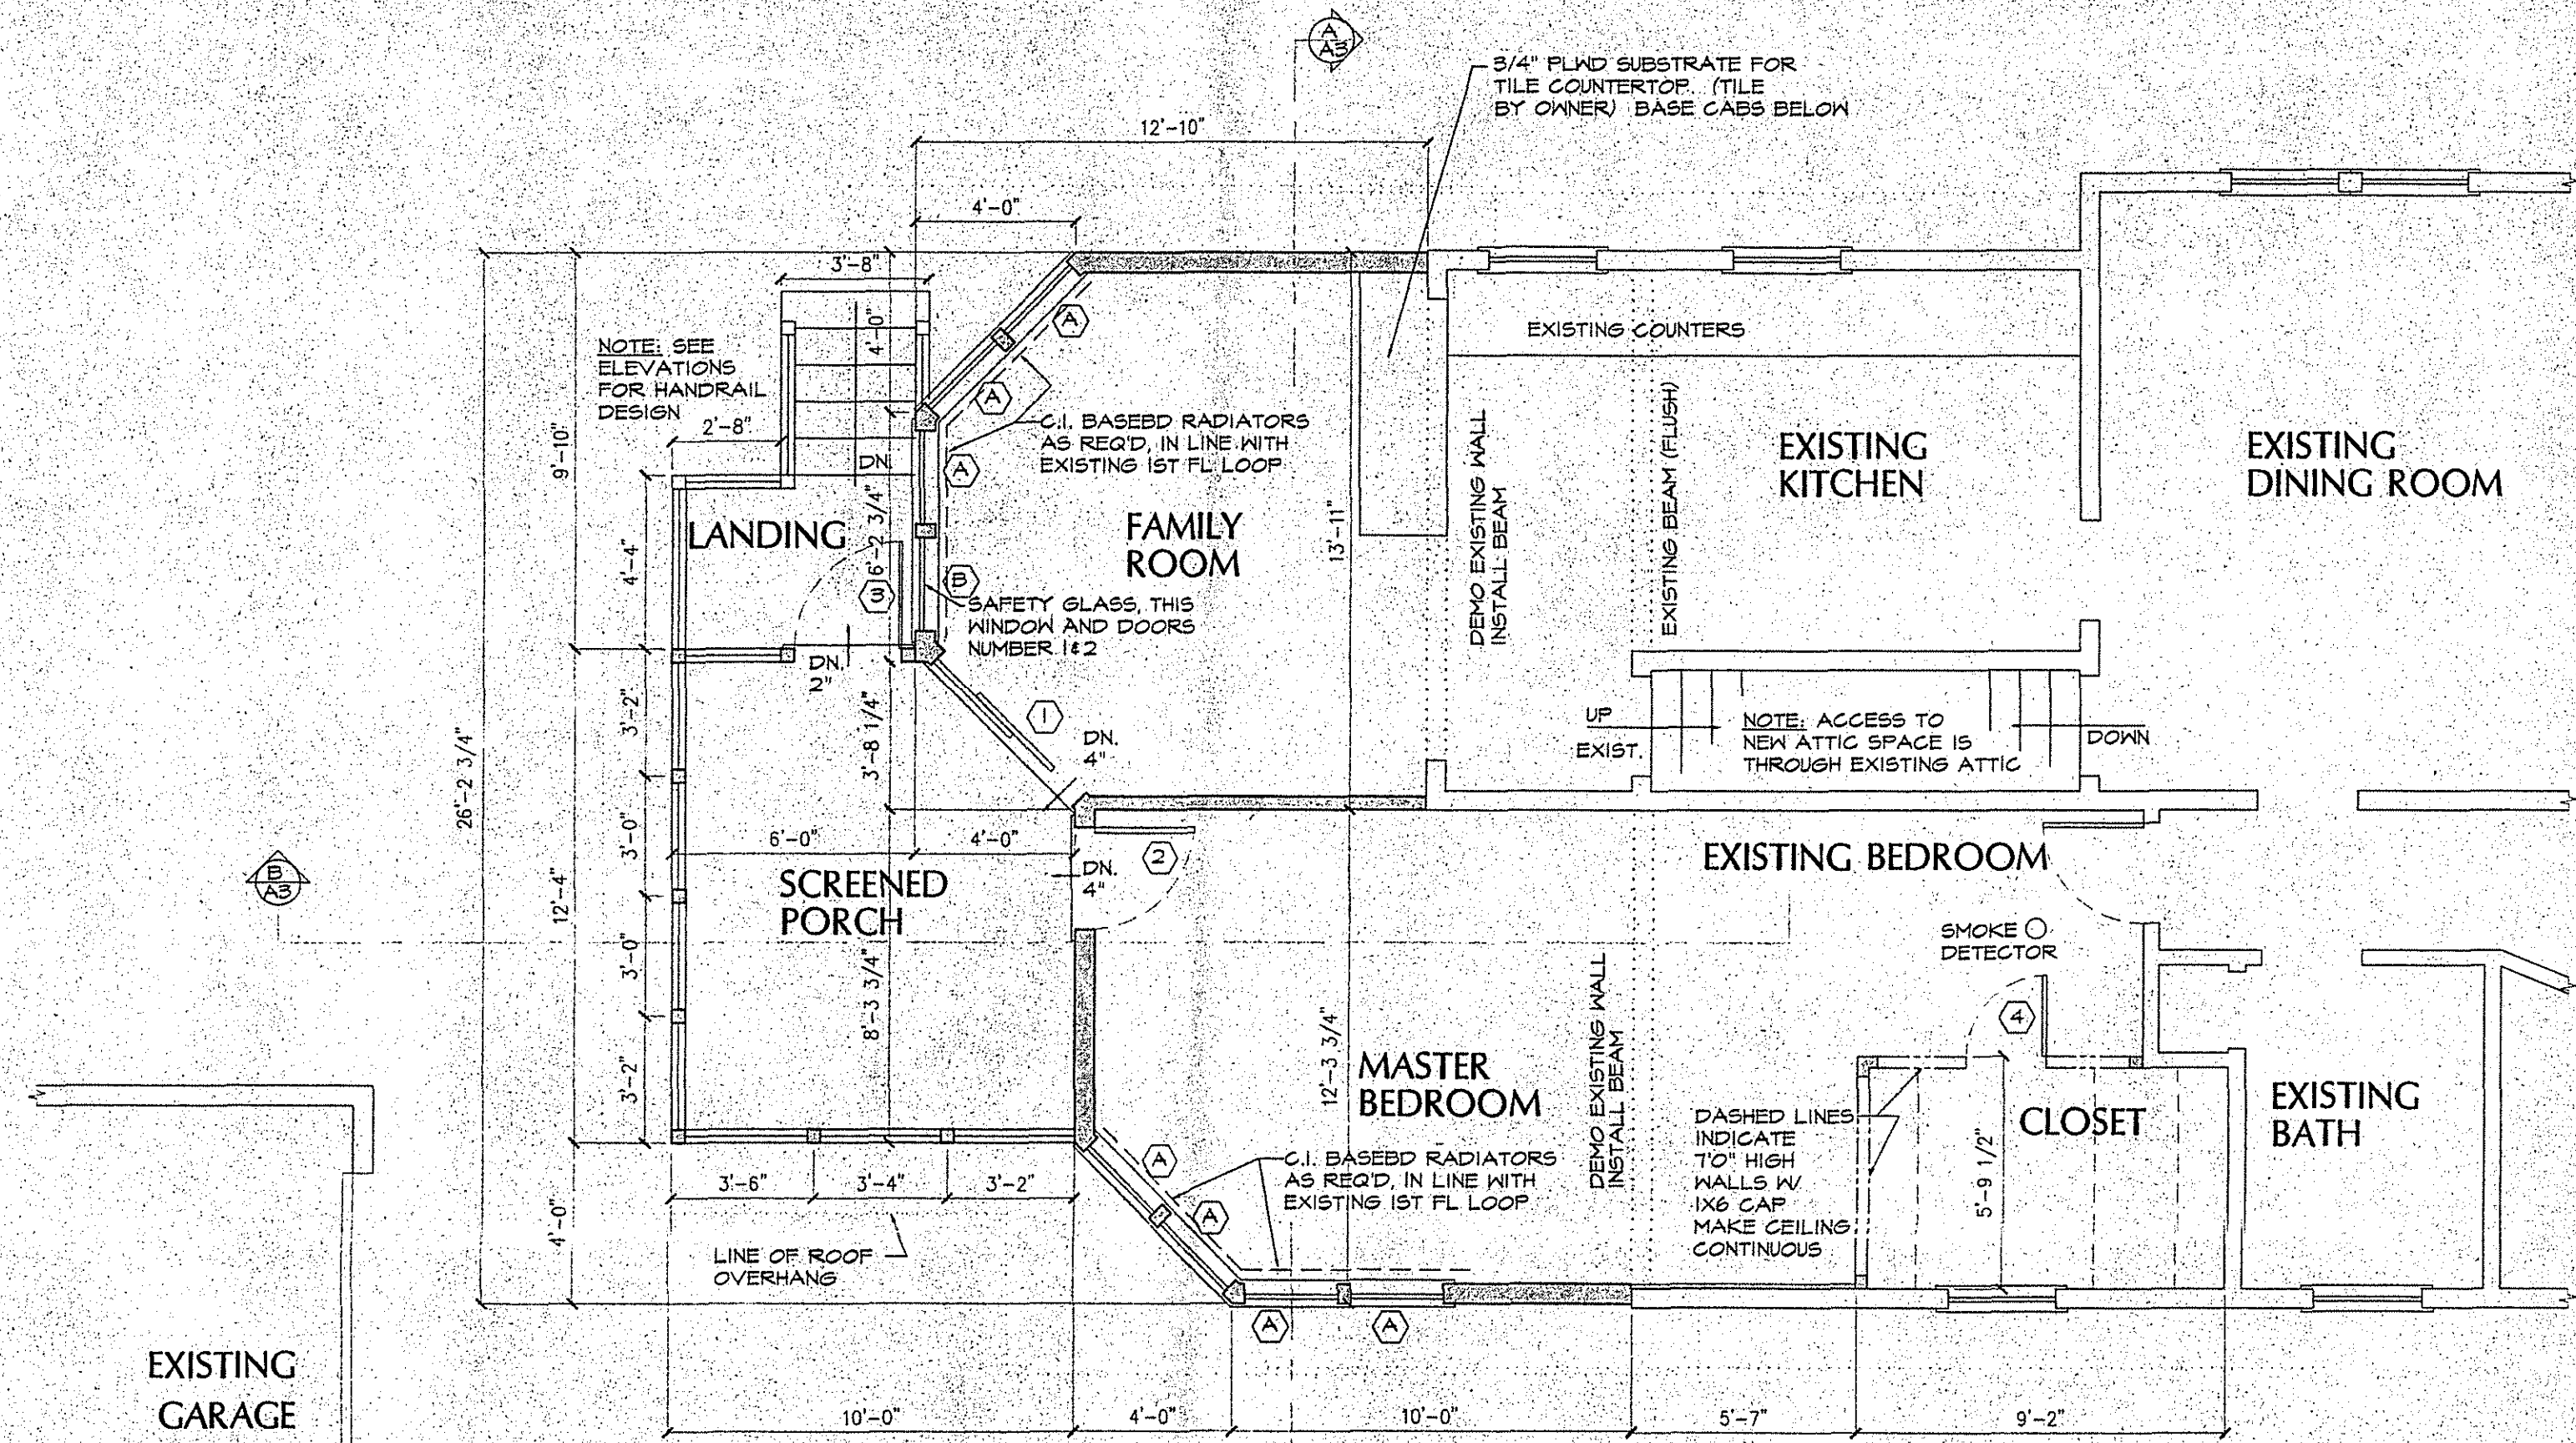 A
A3
3/4" PLWD SUBSTRATE FOR
TILE COUNTERTOP. (TILE
BY OWNER) BASE CABS BELOW
12'-10"
4'-0"
3'-8"
NOTE: SEE
ELEVATIONS
FOR HANDRAIL
DESIGN
2'-8"
4'-0"
DN.
9'-10"
A
A
A
C.I. BASEBD RADIATORS
AS REQ'D, IN LINE WITH
EXISTING 1ST FL LOOP
EXISTING COUNTERS
DEMO EXISTING WALL
INSTALL BEAM
EXISTING BEAM (FLUSH)
EXISTING
KITCHEN
EXISTING
DINING ROOM
LANDING
6'-2 3/4"
FAMILY
ROOM
13'-11"
4'-4"
3
B
SAFETY GLASS, THIS
WINDOW AND DOORS
NUMBER 1&2
DN.
2"
3'-2"
3'-8 1/4"
1
DN.
4"
UP
EXIST.
NOTE: ACCESS TO
NEW ATTIC SPACE IS
THROUGH EXISTING ATTIC
DOWN
26'-2 3/4"
3'-0"
6'-0"
4'-0"
2
DN.
4"
EXISTING BEDROOM
B
A3
12'-4"
SCREENED
PORCH
SMOKE
DETECTOR
3'-0"
8'-3 3/4"
4
3'-2"
MASTER
BEDROOM
12'-3 3/4"
DEMO EXISTING WALL
INSTALL BEAM
DASHED LINES
INDICATE
7'0" HIGH
WALLS W/
1X6 CAP
MAKE CEILING
CONTINUOUS
CLOSET
5'-9 1/2"
EXISTING
BATH
3'-6"
3'-4"
3'-2"
A
A
C.I. BASEBD RADIATORS
AS REQ'D, IN LINE WITH
EXISTING 1ST FL LOOP
4'-0"
LINE OF ROOF
OVERHANG
A
A
EXISTING
GARAGE
10'-0"
4'-0"
10'-0"
5'-7"
9'-2"